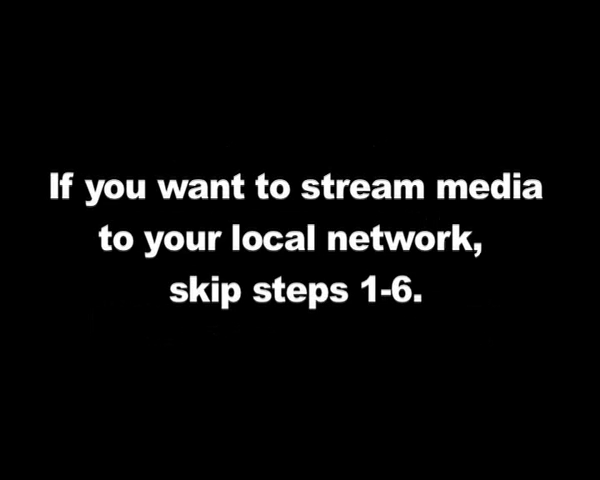 If you want to stream media
to your local network,
skip steps 1-6.